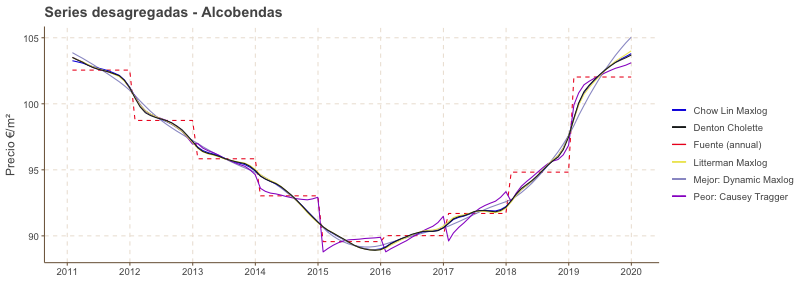 Series desagregadas - Alcobendas
Precio €/m²
105
100
95
90
2011 2012 2013 2014 2015 2016 2017 2018 2019 2020
Chow Lin Maxlog
Denton Cholette
Fuente (annual)
Litterman Maxlog
Mejor: Dynamic Maxlog
Peor: Causey Tragger